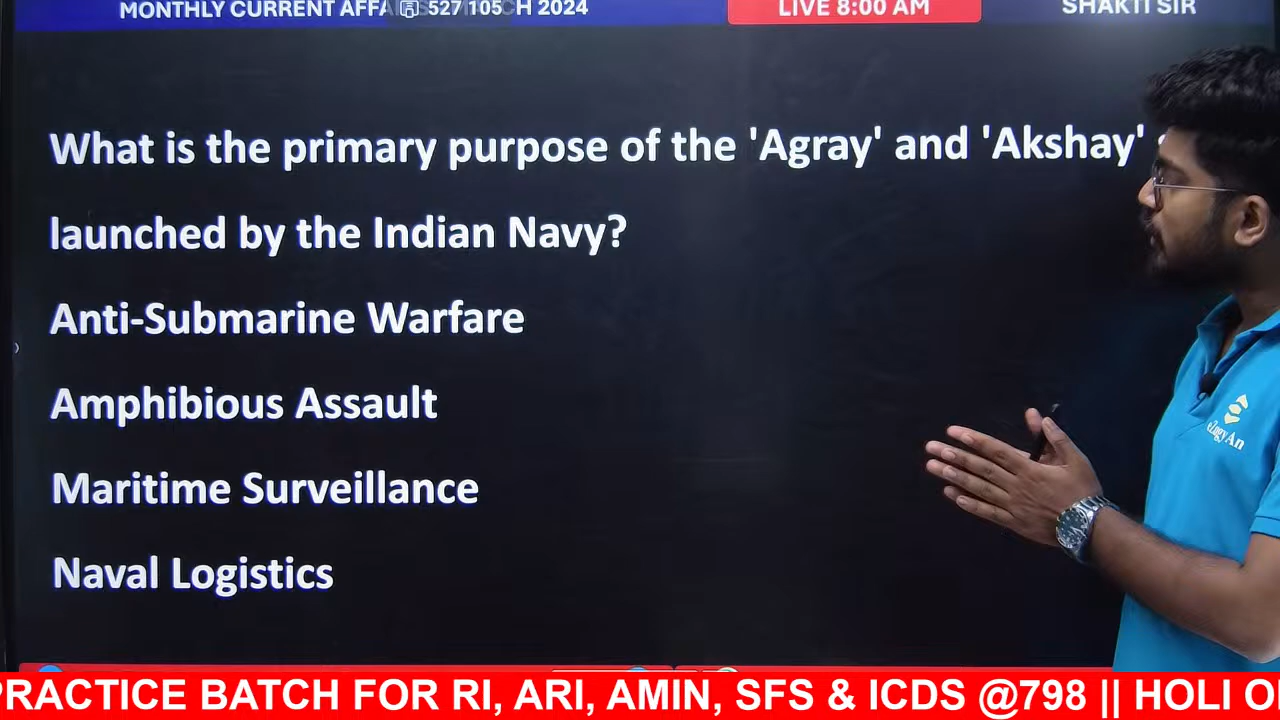 MONTHLY CURRENT AFFA 527 105 H 2024
LIVE 8:00 AM
SHAKTI SIR
What is the primary purpose of the 'Agray' and 'Akshay'
launched by the Indian Navy?
Anti-Submarine Warfare
Amphibious Assault
Maritime Surveillance
Naval Logistics
PRACTICE BATCH FOR RI, ARI, AMIN, SFS & ICDS @798 || HOLI